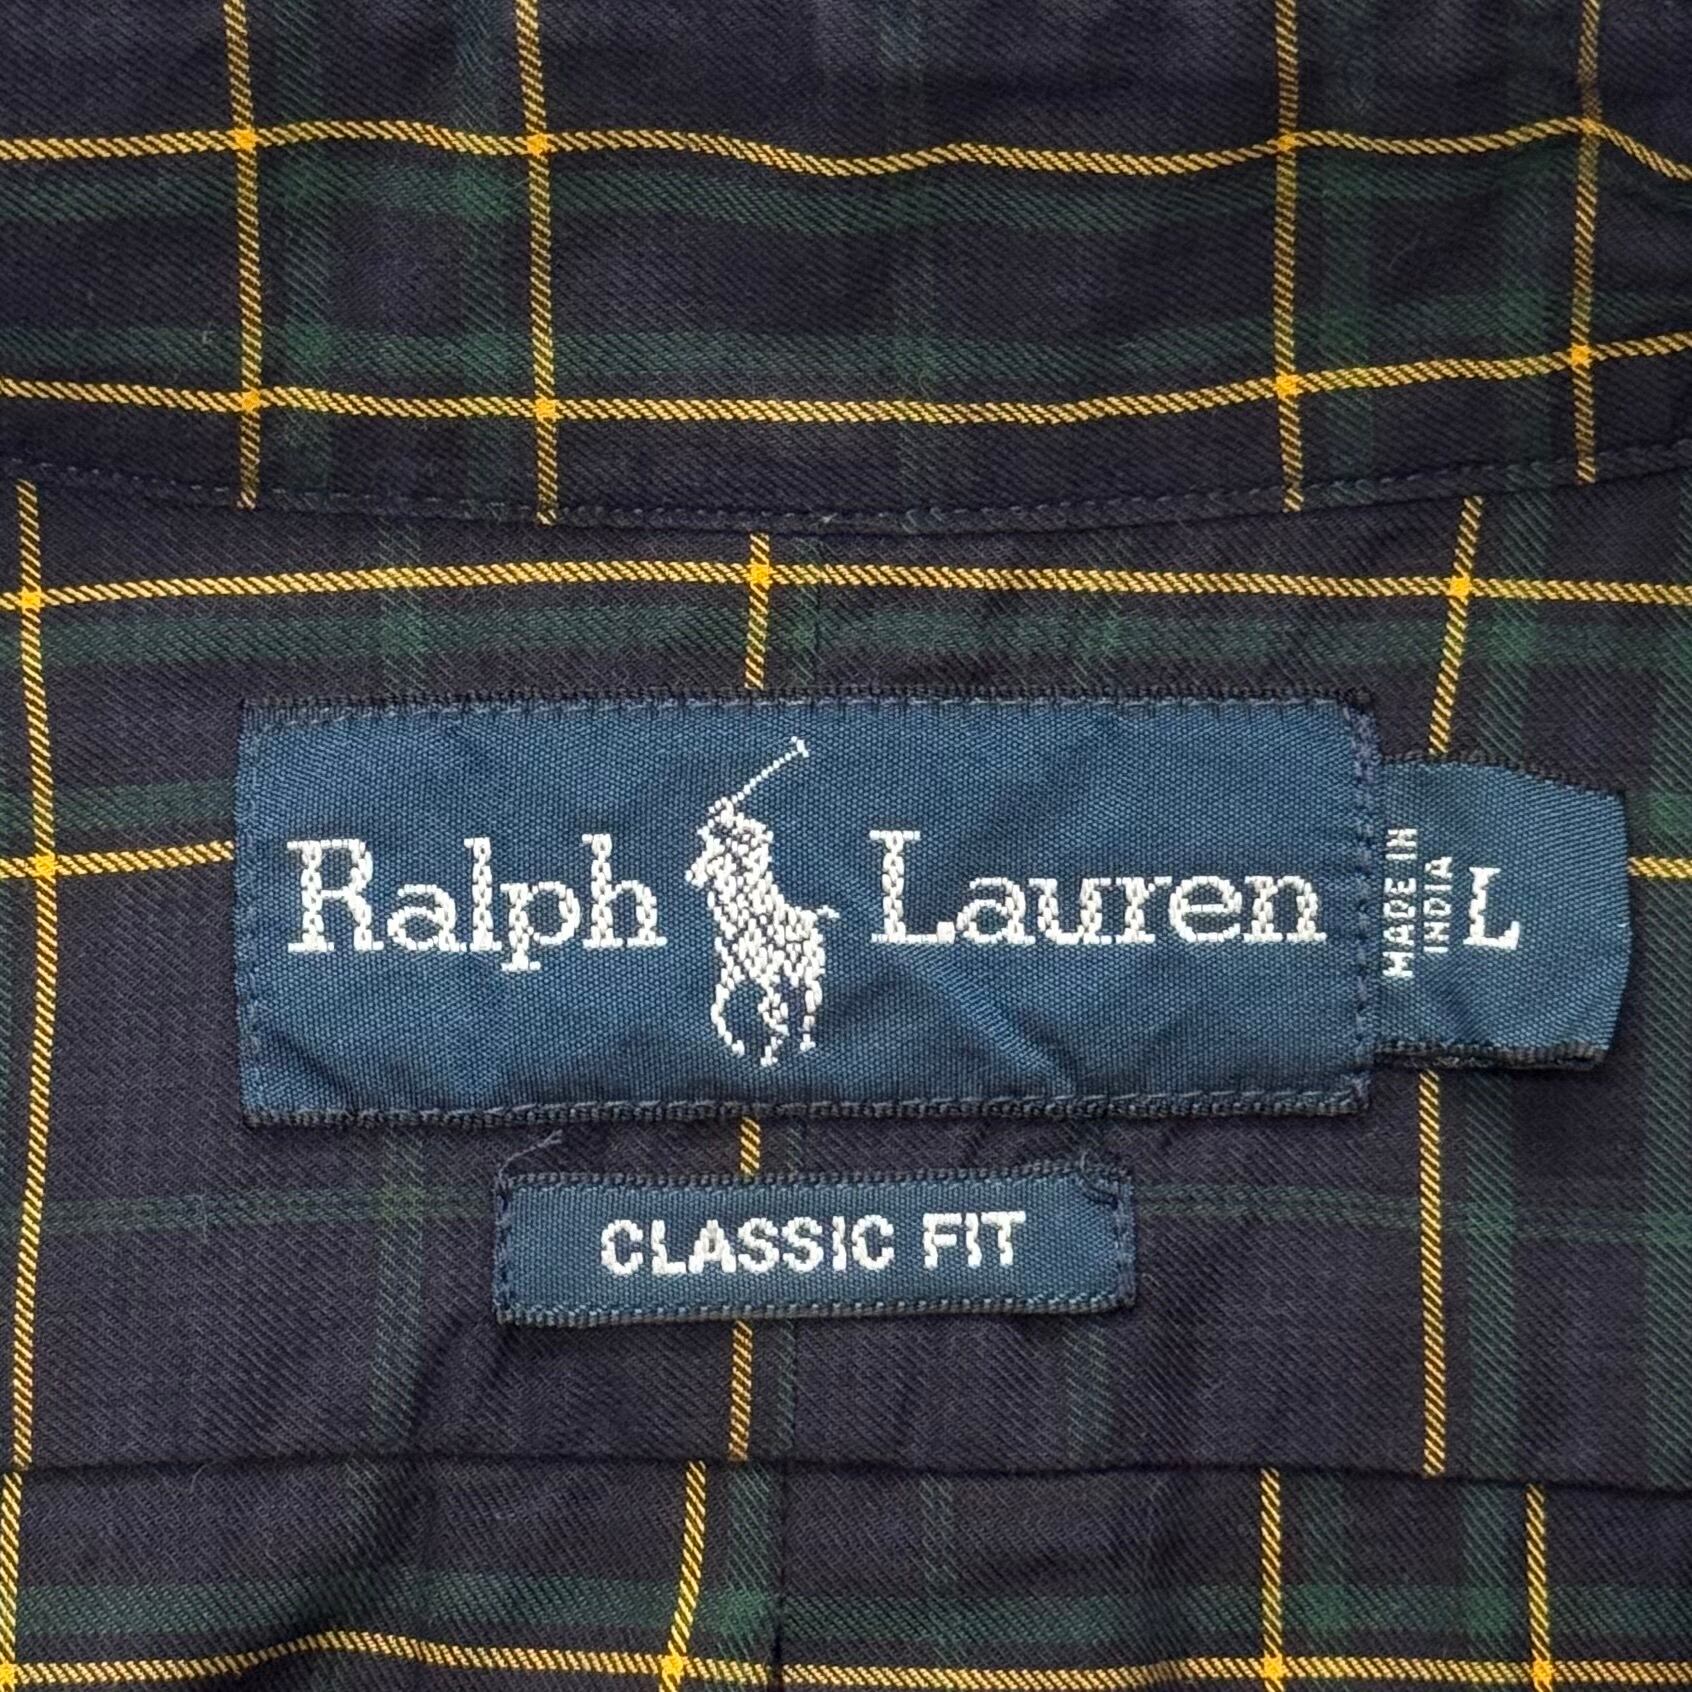 Ralph Lauren
MADE IN
INDIA
L
CLASSIC FIT